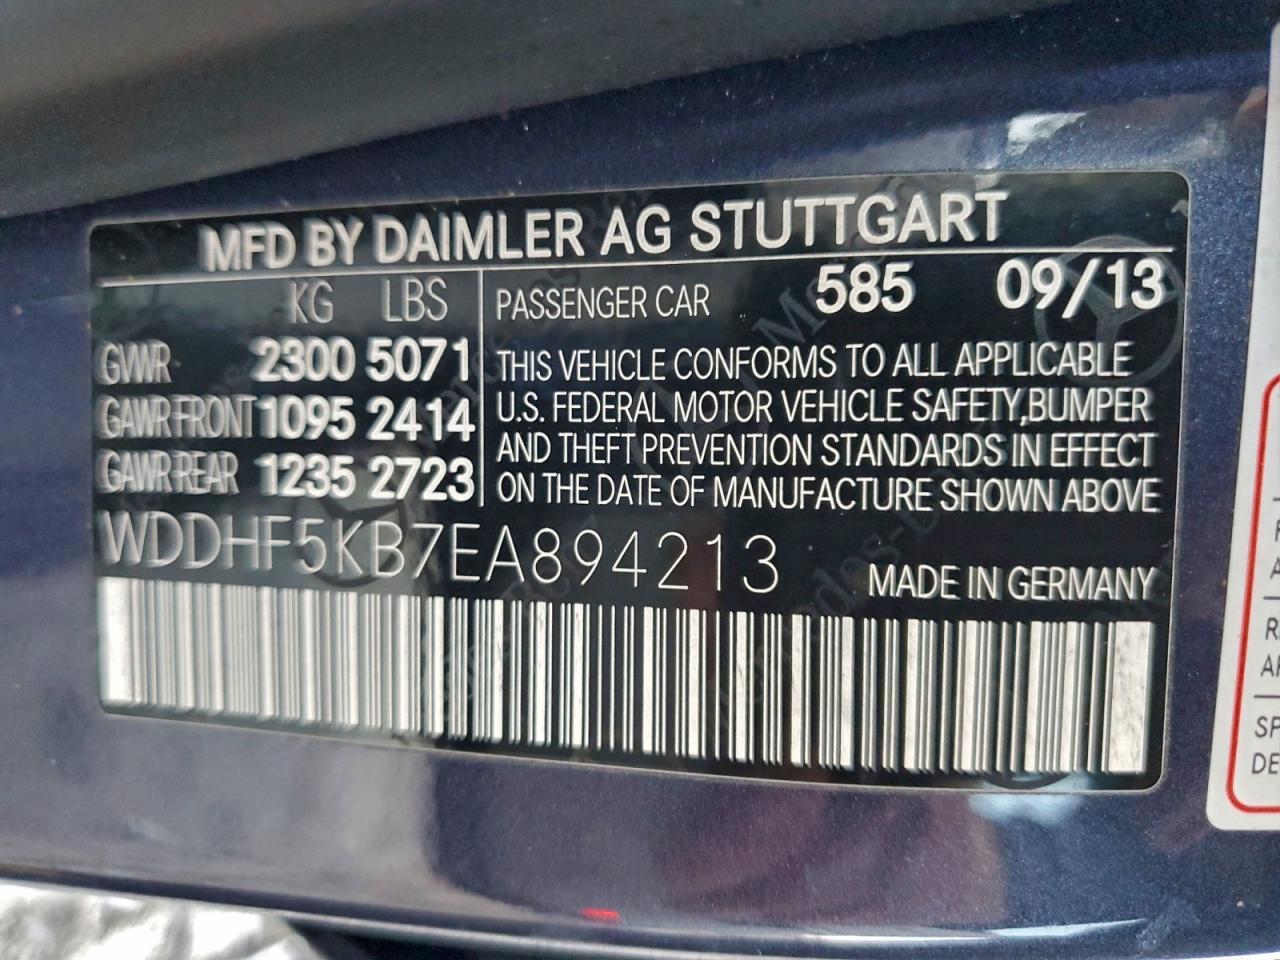 MFD BY DAIMLER AG STUTTGART
KG LBS
GWR 2300 5071
GAWR FRONT 1095 2414
GAWR REAR 1235 2723
PASSENGER CAR 585 09/13
THIS VEHICLE CONFORMS TO ALL APPLICABLE
U.S. FEDERAL MOTOR VEHICLE SAFETY,BUMPER
AND THEFT PREVENTION STANDARDS IN EFFECT
ON THE DATE OF MANUFACTURE SHOWN ABOVE
WDDHF5KB7EA894213
MADE IN GERMANY
SP
DE